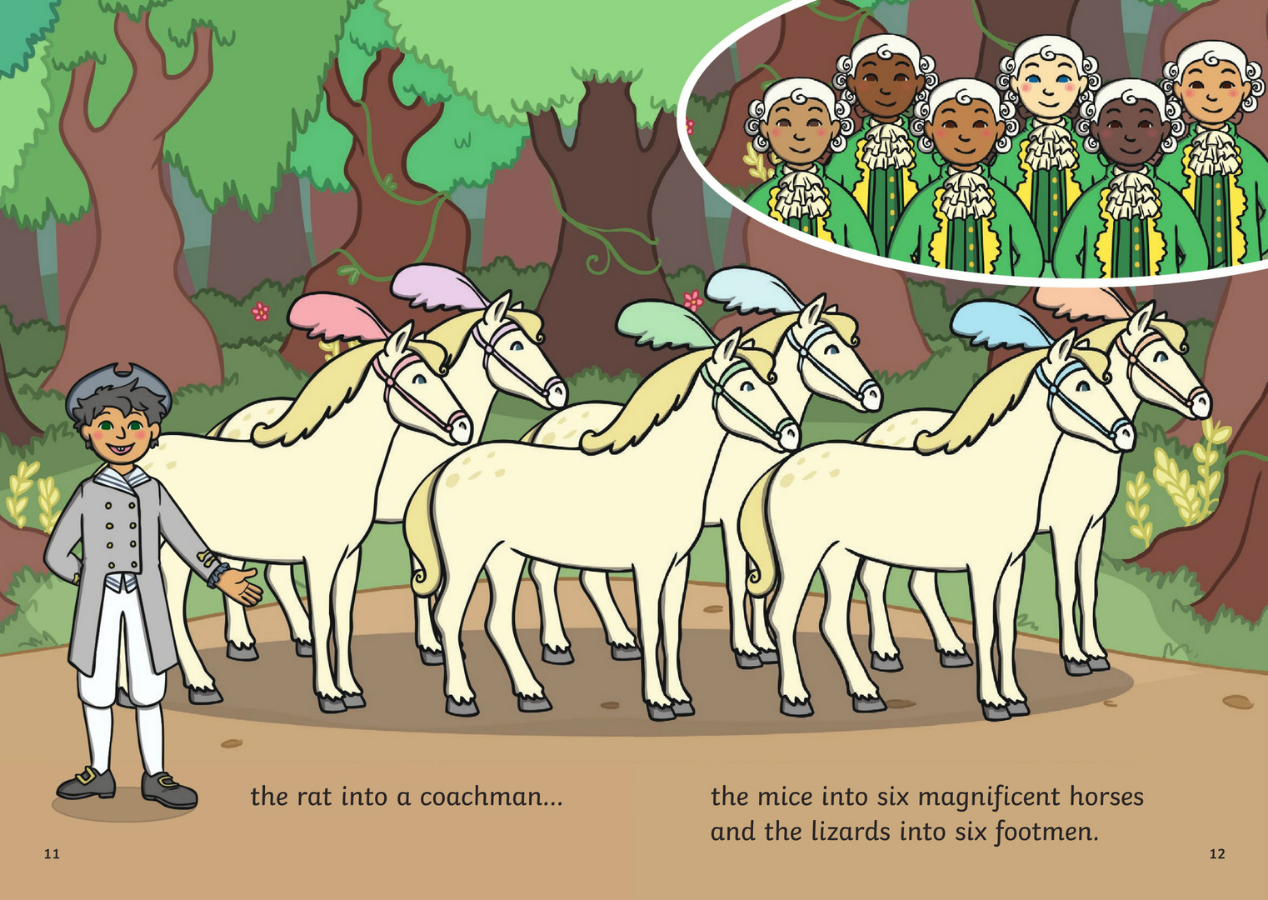 the rat into a coachman...
11
the mice into six magnificent horses
and the lizards into six footmen.
12